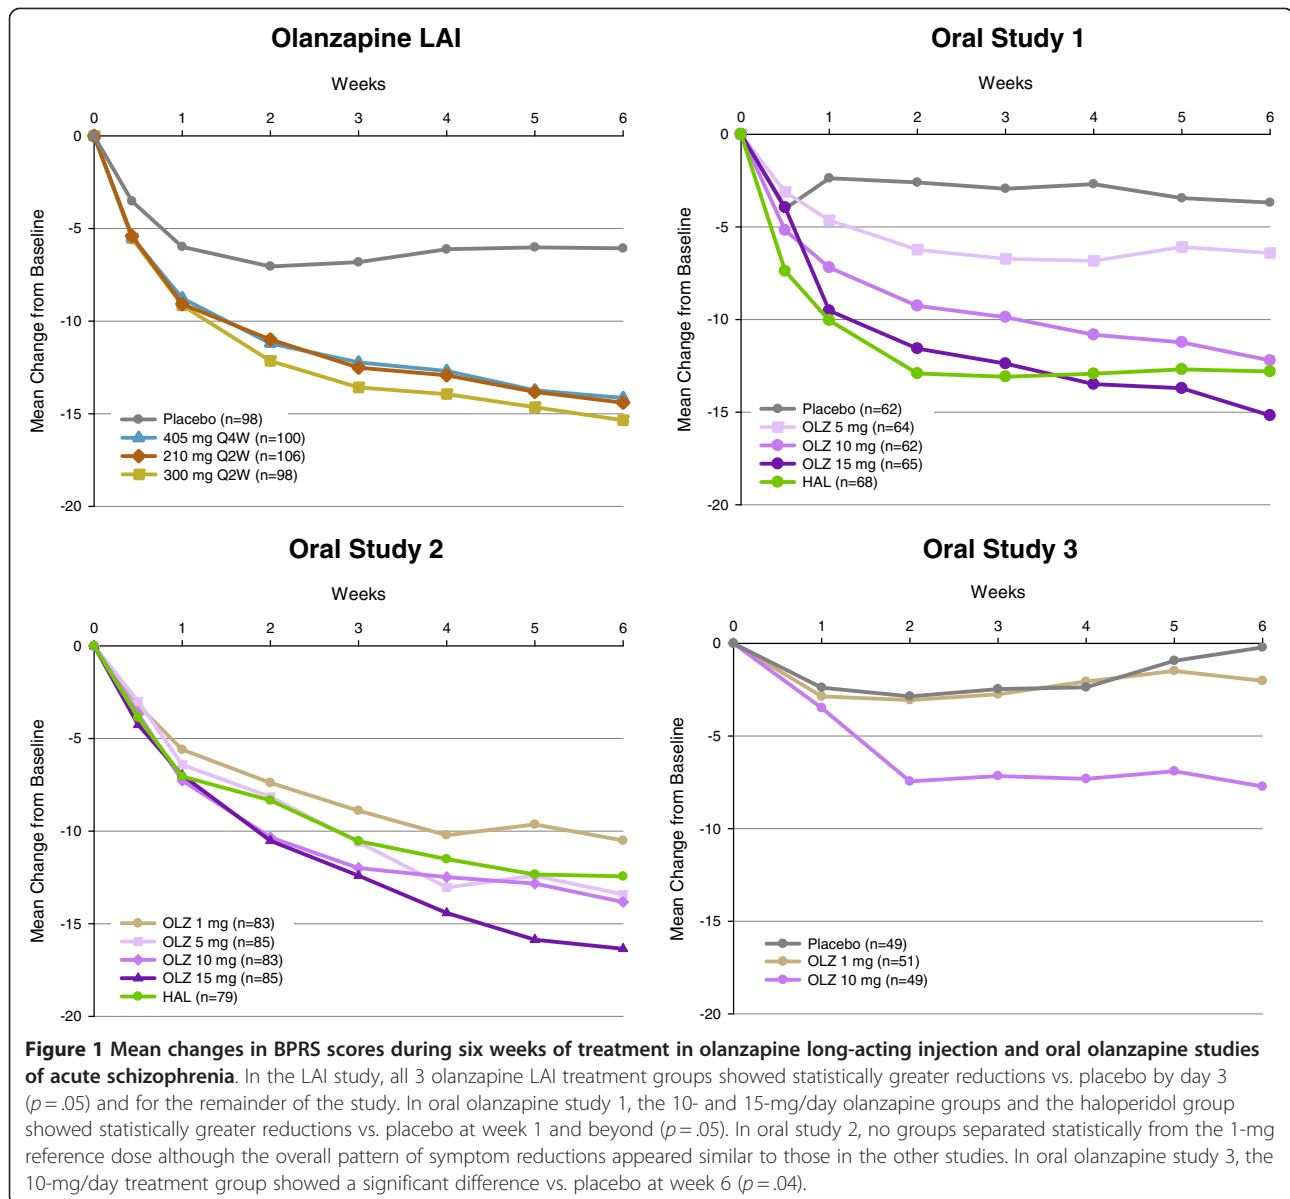 Olanzapine LAI
Weeks
0 1 2 3 4 5 6
0
-5
-10
-15
-20
Mean Change from Baseline
Placebo (n=98)
405 mg Q4W (n=100)
210 mg Q2W (n=106)
300 mg Q2W (n=98)
Oral Study 1
Weeks
0 1 2 3 4 5 6
0
-5
-10
-15
-20
Mean Change from Baseline
Placebo (n=62)
OLZ 5 mg (n=64)
OLZ 10 mg (n=62)
OLZ 15 mg (n=65)
HAL (n=68)
Oral Study 2
Weeks
0 1 2 3 4 5 6
0
-5
-10
-15
-20
Mean Change from Baseline
OLZ 1 mg (n=83)
OLZ 5 mg (n=85)
OLZ 10 mg (n=83)
OLZ 15 mg (n=85)
HAL (n=79)
Oral Study 3
Weeks
0 1 2 3 4 5 6
0
-5
-10
-15
-20
Mean Change from Baseline
Placebo (n=49)
OLZ 1 mg (n=51)
OLZ 10 mg (n=49)
Figure 1 Mean changes in BPRS scores during six weeks of treatment in olanzapine long-acting injection and oral olanzapine studies
of acute schizophrenia. In the LAI study, all 3 olanzapine LAI treatment groups showed statistically greater reductions vs. placebo by day 3
(p = .05) and for the remainder of the study. In oral olanzapine study 1, the 10- and 15-mg/day olanzapine groups and the haloperidol group
showed statistically greater reductions vs. placebo at week 1 and beyond (p = .05). In oral study 2, no groups separated statistically from the 1-mg
reference dose although the overall pattern of symptom reductions appeared similar to those in the other studies. In oral olanzapine study 3, the
10-mg/day treatment group showed a significant difference vs. placebo at week 6 (p = .04).